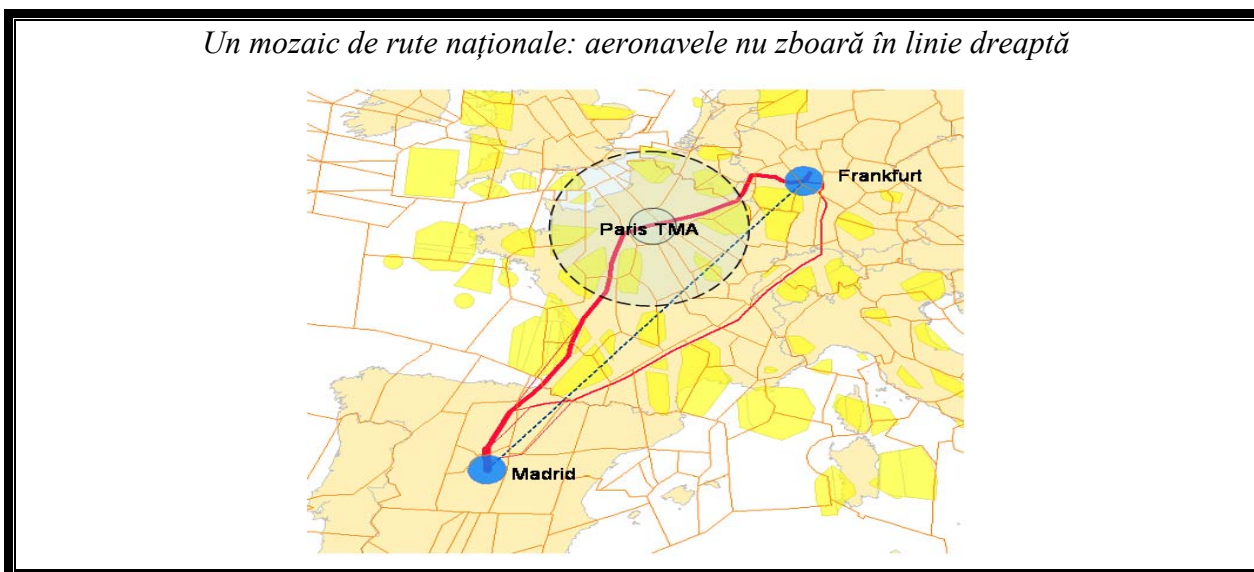 Un mozaic de rute naționale: aeronavele nu zboară în linie dreaptă
Frankfurt
Paris TMA
Madrid